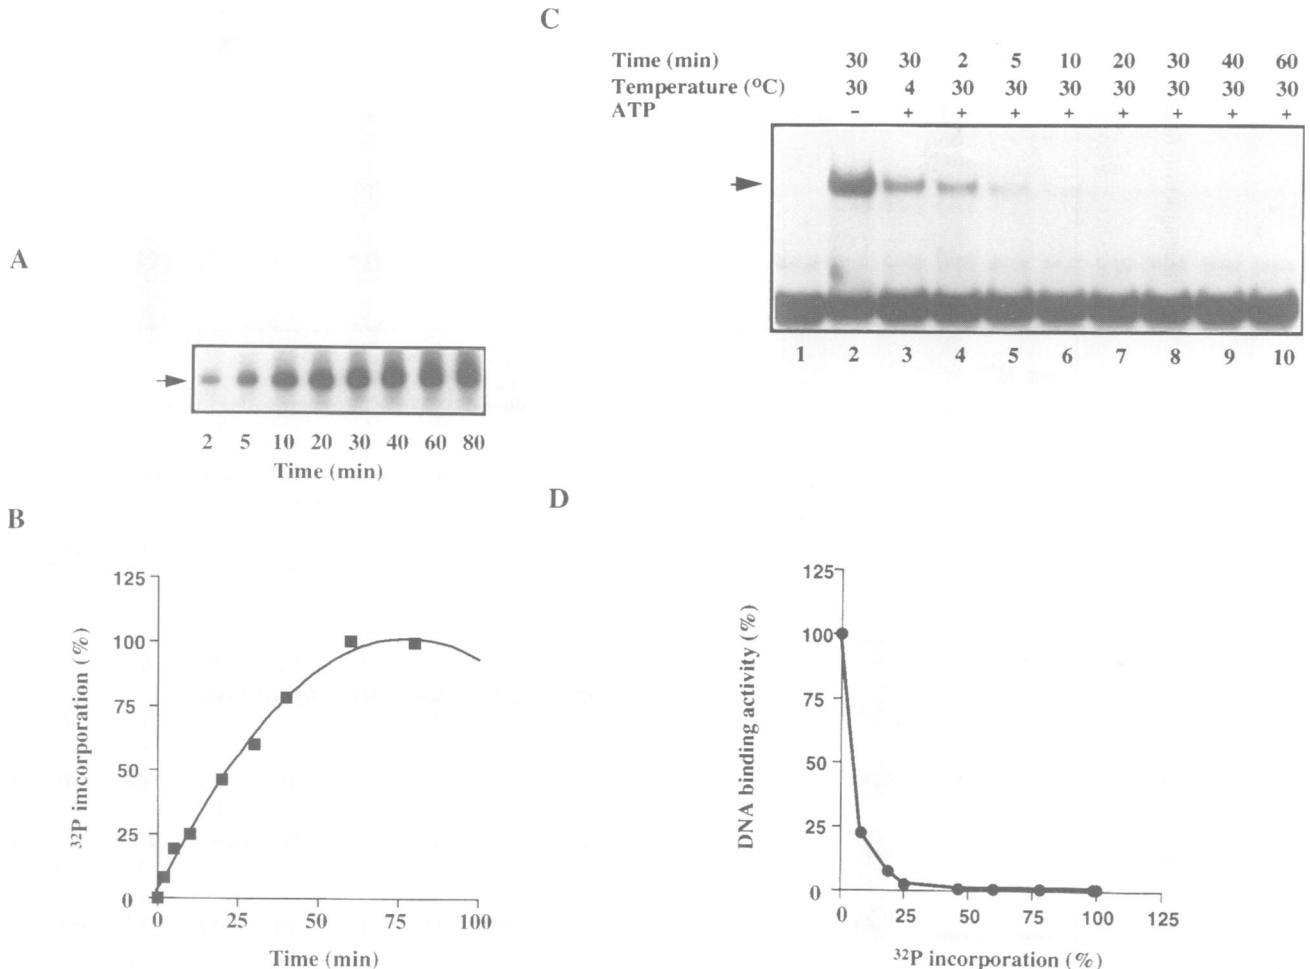 A
2 5 10 20 30 40 60 80
Time (min)
B
125
100
75
50
25
0
³²P imcorporation (%)
0 25 50 75 100
Time (min)
C
Time (min) 30 30 2 5 10 20 30 40 60
Temperature (ºC) 30 4 30 30 30 30 30 30 30
ATP - + + + + + + + +
1 2 3 4 5 6 7 8 9 10
D
125
100
75
50
25
0
DNA binding activity (%)
0 25 50 75 100 125
³²P incorporation (%)